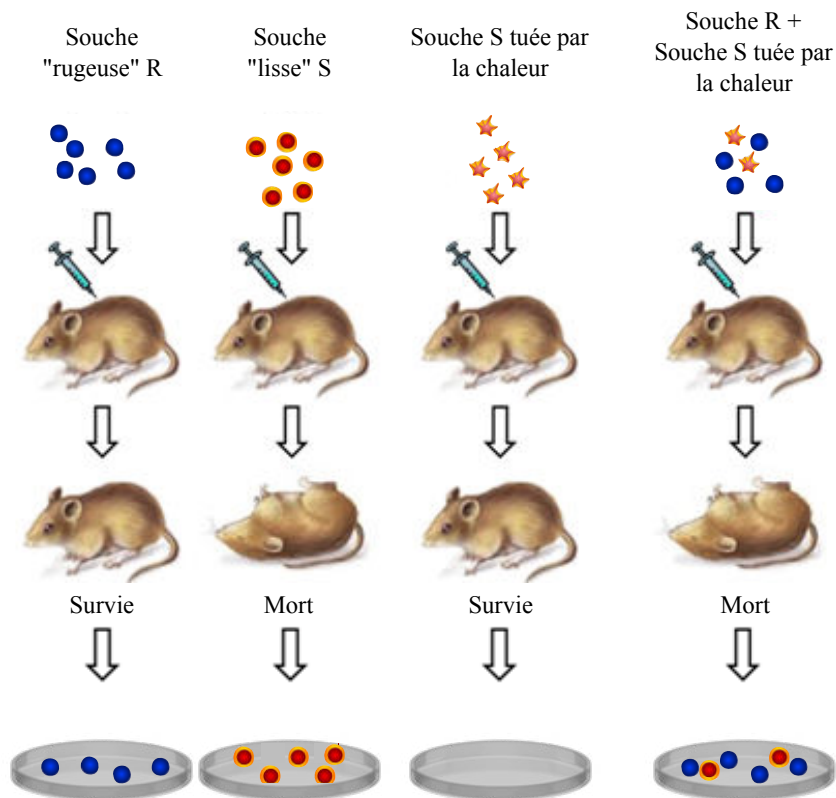 Souche
"rugeuse" R
Souche
"lisse" S
Souche S tuée par
la chaleur
Souche R +
Souche S tuée par
la chaleur
Survie
Mort
Survie
Mort